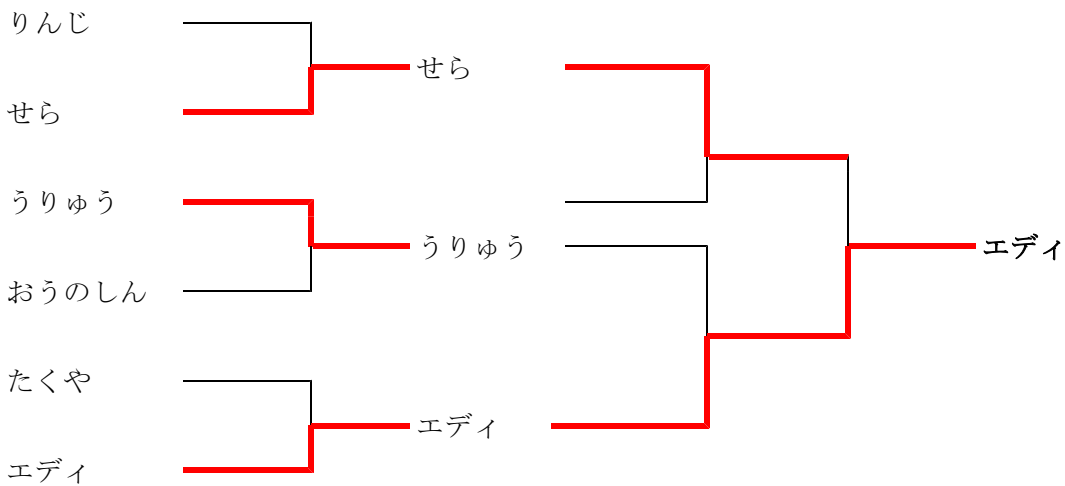 りんじ
せら
せら
うりゅう
うりゅう
エディ
おうのしん
たくや
エディ
エディ